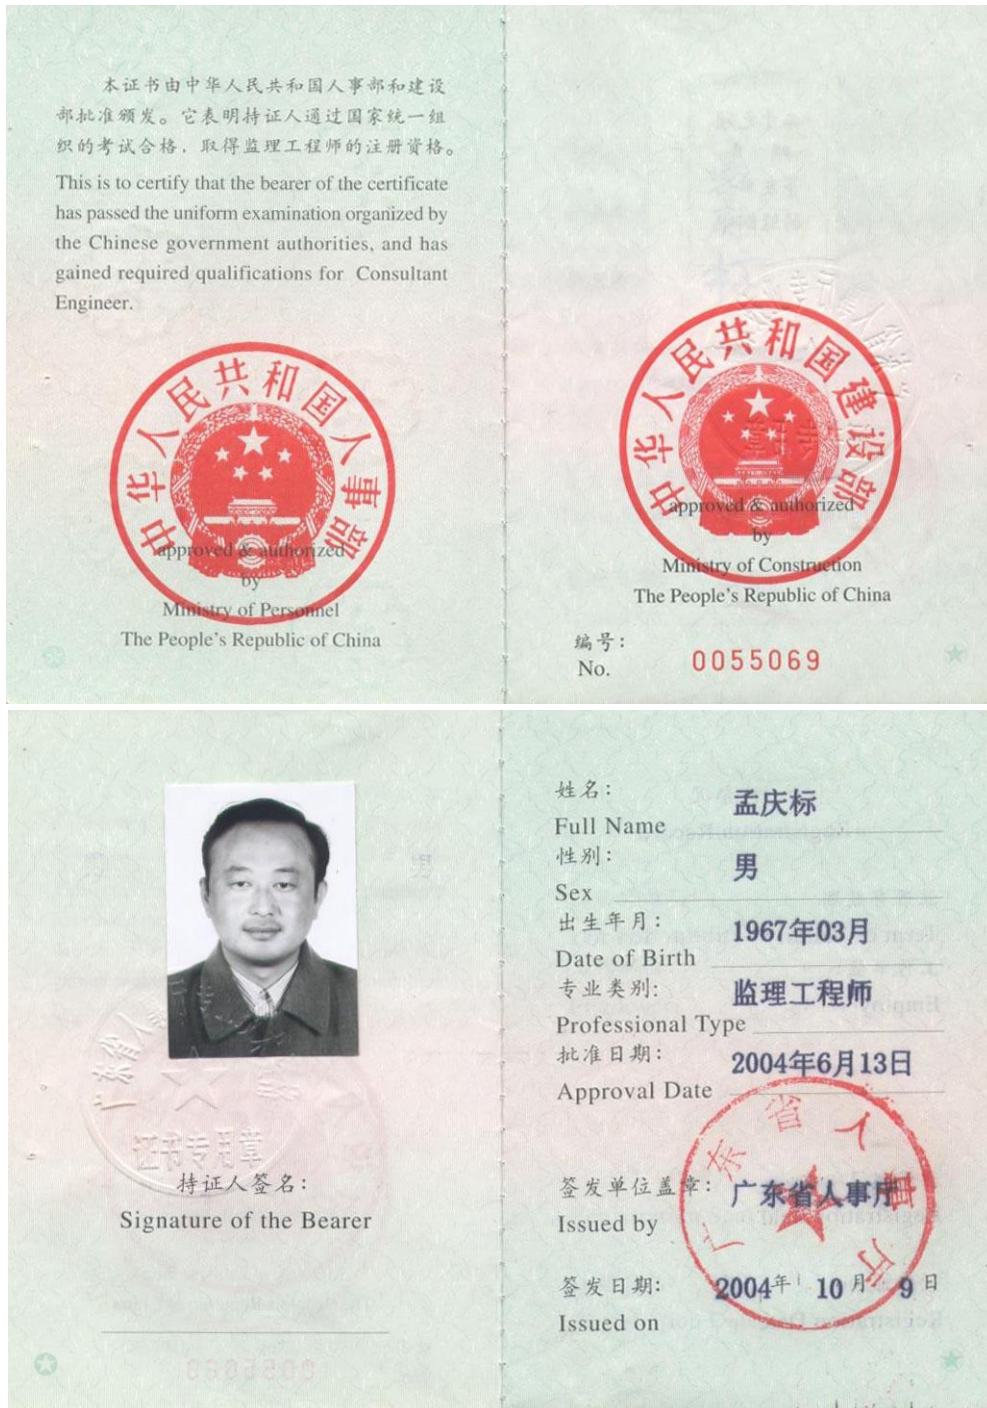 本证书由中华人民共和国人事部和建设
部批准颁发。它表明持证人通过国家统一组
织的考试合格，取得监理工程师的注册资格。
This is to certify that the bearer of the certificate
has passed the uniform examination organized by
the Chinese government authorities, and has
gained required qualifications for Consultant
Engineer.
中华人民共和国人事部
approved & authorized
by
Ministry of Personnel
The People's Republic of China
中华人民共和国建设部
approved & authorized
by
Ministry of Construction
The People's Republic of China
编号：
No. 0055069
广东省人
证书专用章
持证人签名：
Signature of the Bearer
姓名： 孟庆标
Full Name
性别： 男
Sex
出生年月： 1967年03月
Date of Birth
专业类别: 监理工程师
Professional Type
批准日期： 2004年6月13日
Approval Date
广东省人事厅
签发单位盖章： 广东省人事厅
Issued by
签发日期: 2004年 10月 9日
Issued on